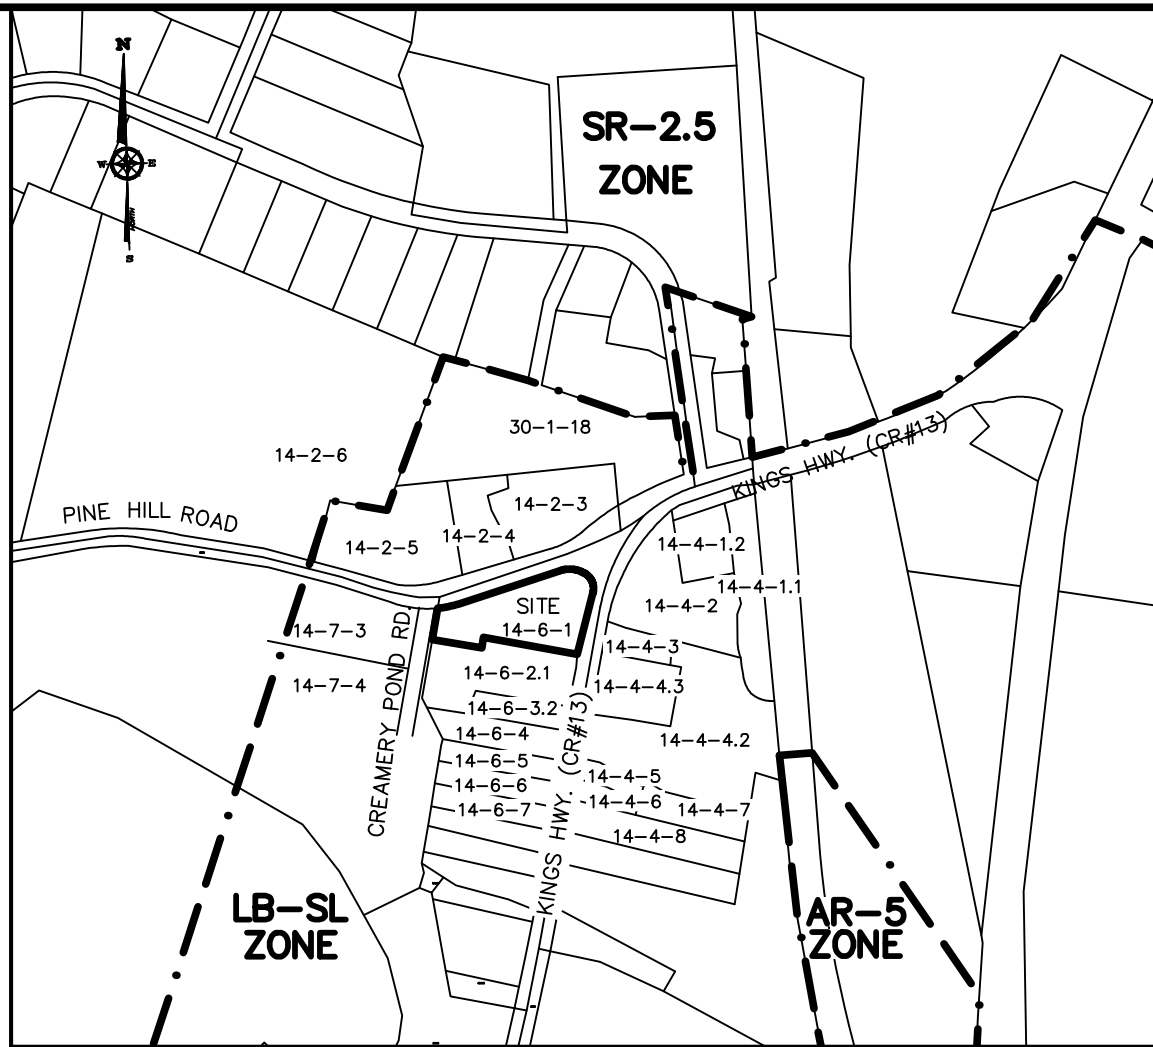 N
W
E
NORTH
S
SR-2.5
ZONE
30-1-18
14-2-6
14-2-3
PINE HILL ROAD
14-2-5
14-2-4
KINGS HWY. (CR#13)
14-4-1.2
14-4-1.1
SITE
14-6-1
14-4-2
14-7-3
14-4-3
14-7-4
14-6-2.1
14-4-4.3
CREAMERY POND RD.
14-6-3.2
14-6-4
14-4-4.2
14-6-5
14-4-5
14-6-6
14-4-6
14-6-7
14-4-7
14-4-8
KINGS HWY. (CR#13)
LB-SL
ZONE
AR-5
ZONE